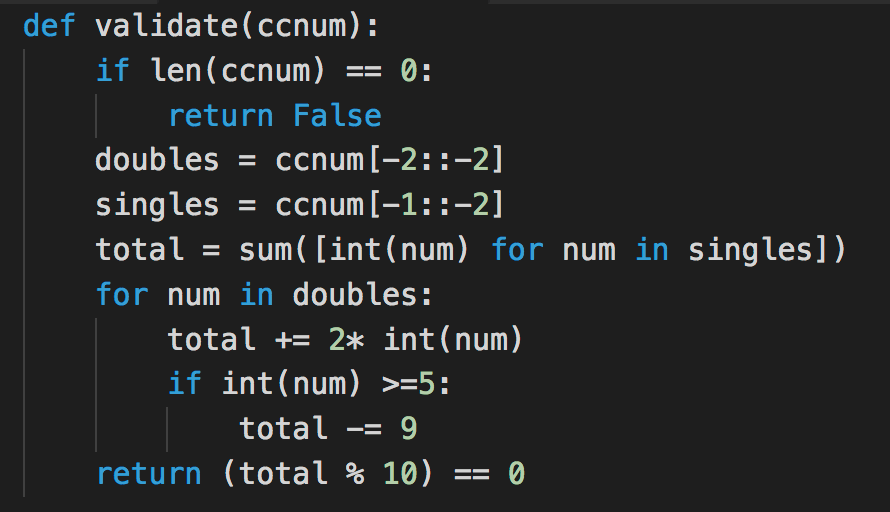 def validate(ccnum):
    if len(ccnum) == 0:
        return False
    doubles = ccnum[-2::-2]
    singles = ccnum[-1::-2]
    total = sum([int(num) for num in singles])
    for num in doubles:
        total += 2* int(num)
        if int(num) >=5:
            total -= 9
    return (total % 10) == 0